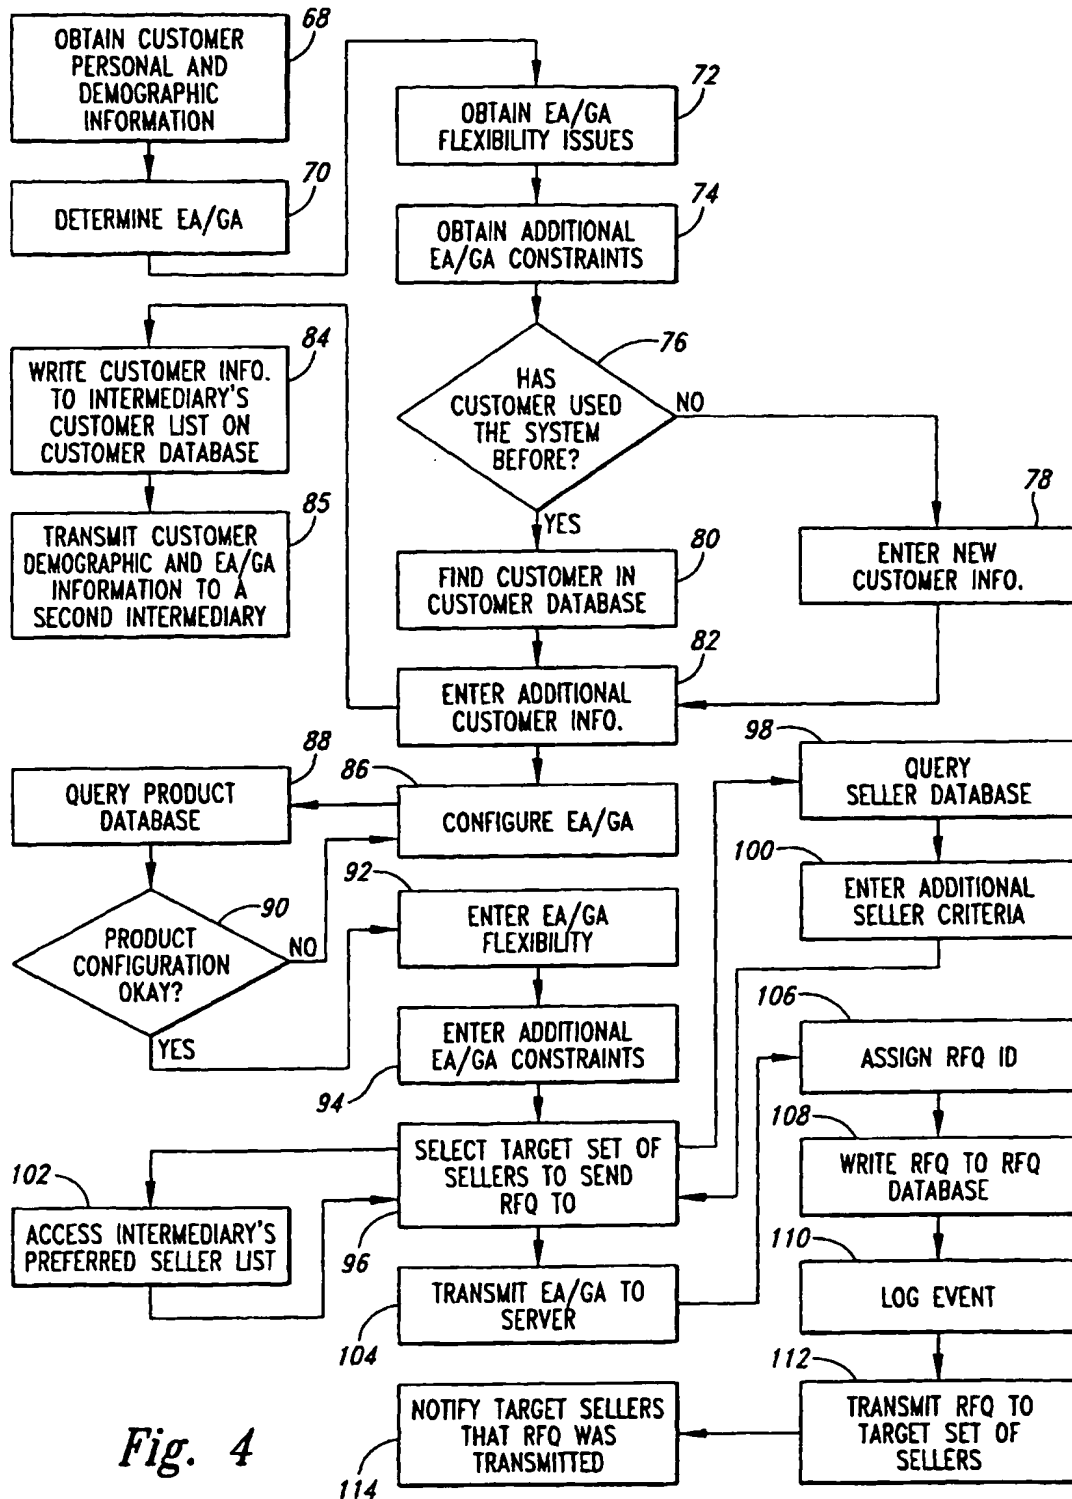 68
OBTAIN CUSTOMER
PERSONAL AND
DEMOGRAPHIC
INFORMATION
70
DETERMINE EA/GA
72
OBTAIN EA/GA
FLEXIBILITY ISSUES
74
OBTAIN ADDITIONAL
EA/GA CONSTRAINTS
76
HAS
CUSTOMER USED
THE SYSTEM
BEFORE?
NO
YES
78
ENTER NEW
CUSTOMER INFO.
80
FIND CUSTOMER IN
CUSTOMER DATABASE
82
ENTER ADDITIONAL
CUSTOMER INFO.
84
WRITE CUSTOMER INFO.
TO INTERMEDIARY'S
CUSTOMER LIST ON
CUSTOMER DATABASE
85
TRANSMIT CUSTOMER
DEMOGRAPHIC AND EA/GA
INFORMATION TO A
SECOND INTERMEDIARY
86
CONFIGURE EA/GA
88
QUERY PRODUCT
DATABASE
90
PRODUCT
CONFIGURATION
OKAY?
NO
YES
92
ENTER EA/GA
FLEXIBILITY
94
ENTER ADDITIONAL
EA/GA CONSTRAINTS
96
SELECT TARGET SET OF
SELLERS TO SEND
RFQ TO
98
QUERY
SELLER DATABASE
100
ENTER ADDITIONAL
SELLER CRITERIA
102
ACCESS INTERMEDIARY'S
PREFERRED SELLER LIST
104
TRANSMIT EA/GA TO
SERVER
106
ASSIGN RFQ ID
108
WRITE RFQ TO RFQ
DATABASE
110
LOG EVENT
112
TRANSMIT RFQ TO
TARGET SET OF
SELLERS
114
NOTIFY TARGET SELLERS
THAT RFQ WAS
TRANSMITTED
Fig. 4